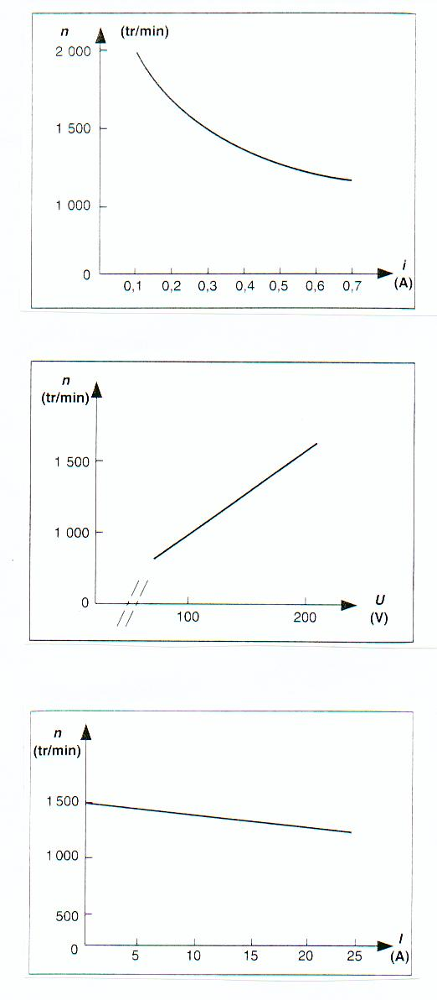 n (tr/min)
2 000
1 500
1 000
0
0,1 0,2 0,3 0,4 0,5 0,6 0,7
i
(A)
n
(tr/min)
1 500
1 000
0
100 200
U
(V)
n
(tr/min)
1 500
1 000
500
0
5 10 15 20 25
I
(A)